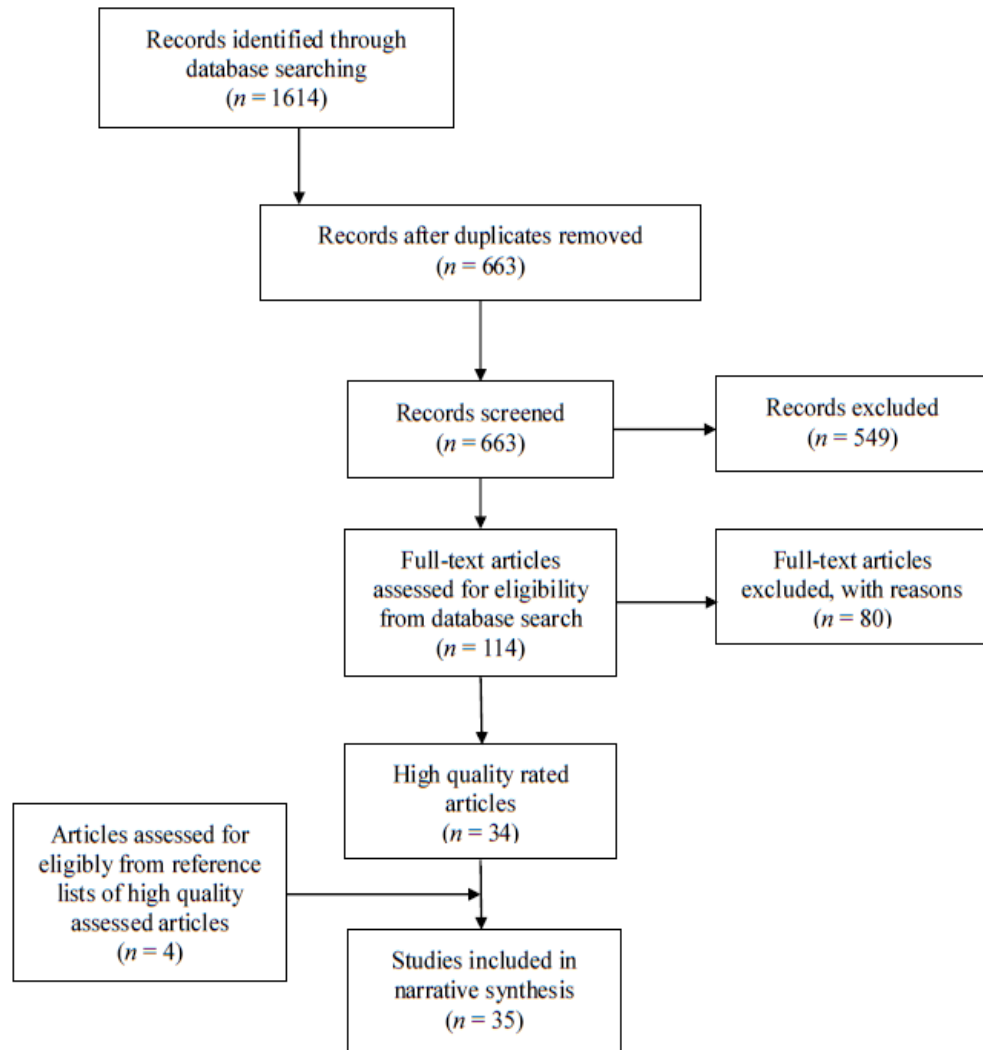 Records identified through
database searching
(n = 1614)
Records after duplicates removed
(n = 663)
Records screened
(n = 663)
Records excluded
(n = 549)
Full-text articles
assessed for eligibility
from database search
(n = 114)
Full-text articles
excluded, with reasons
(n = 80)
High quality rated
articles
(n = 34)
Articles assessed for
eligibly from reference
lists of high quality
assessed articles
(n = 4)
Studies included in
narrative synthesis
(n = 35)